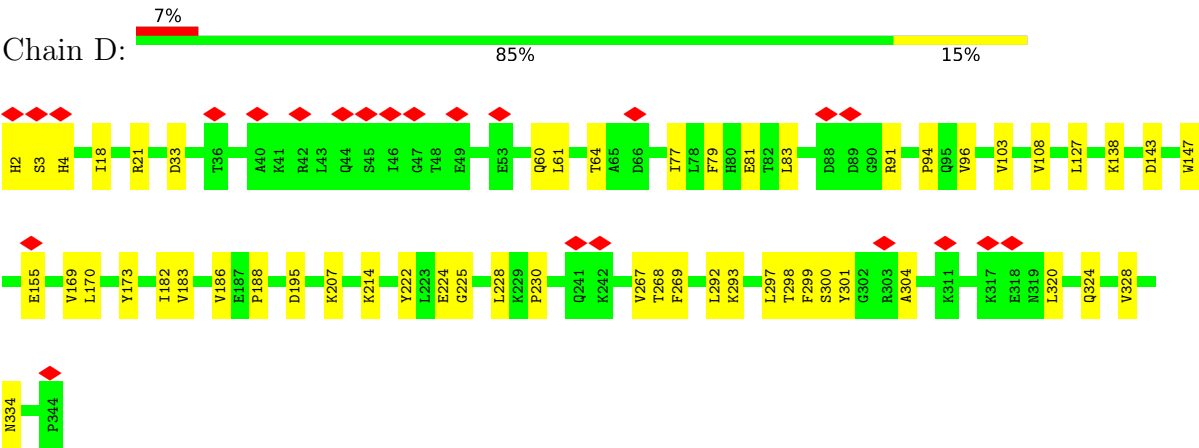 7%
Chain D:
85% 15%
H2 S3 H4 I18 R21 D33 T36 A40 K41 R42 L43 Q44 S45 I46 G47 T48 E49 E53 Q60 L61 T64 A65 D66 I77 L78 F79 H80 E81 T82 L83 D88 D89 G90 R91 P94 Q95 V96 V103 V108 L127 K138 D143 W147
E155 V169 L170 Y173 I182 V183 V186 E187 P188 D195 K207 K214 Y222 L223 E224 G225 L228 K229 P230 Q241 K242 V267 T268 F269 L292 K293 L297 T298 F299 S300 Y301 G302 R303 A304 K311 K317 E318 N319 L320 Q324 V328
N334 P344